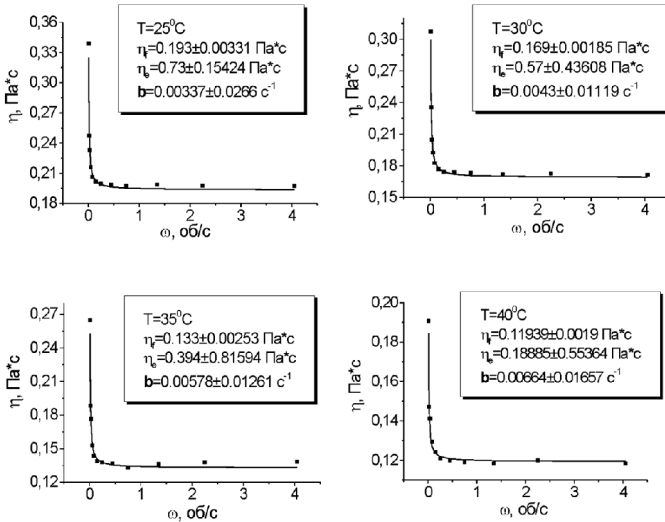 T=25⁰C
ηf=0.193±0.00331 Па*с
ηe=0.73±0.15424 Па*с
b=0.00337±0.0266 с⁻¹
0,36
0,33
0,30
0,27
0,24
0,21
0,18
η, Па*с
0 1 2 3 4
ω, об/с
T=30⁰C
ηf=0.169±0.00185 Па*с
ηe=0.57±0.43608 Па*с
b=0.0043±0.01119 с⁻¹
0,30
0,27
0,24
0,21
0,18
0,15
η, Па*с
0 1 2 3 4
ω, об/с
T=35⁰C
ηf=0.133±0.00253 Па*с
ηe=0.394±0.81594 Па*с
b=0.00578±0.01261 с⁻¹
0,27
0,24
0,21
0,18
0,15
0,12
η, Па*с
0 1 2 3 4
ω, об/с
T=40⁰C
ηf=0.11939±0.0019 Па*с
ηe=0.18885±0.55364 Па*с
b=0.00664±0.01657 с⁻¹
0,20
0,18
0,16
0,14
0,12
η, Па*с
0 1 2 3 4
ω, об/с